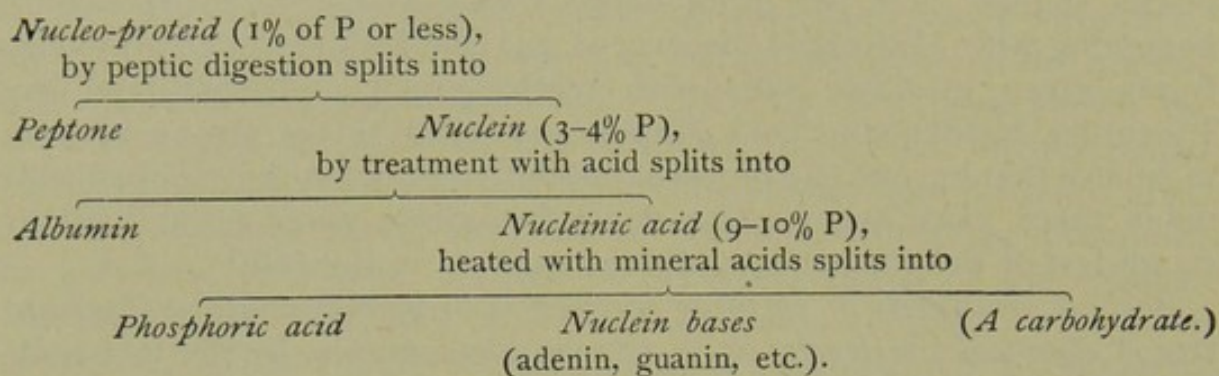 Nucleo-proteid (1% of P or less),
by peptic digestion splits into
Peptone Nuclein (3–4% P),
by treatment with acid splits into
Albumin Nucleinic acid (9–10% P),
heated with mineral acids splits into
Phosphoric acid Nuclein bases (A carbohydrate.)
(adenin, guanin, etc.).